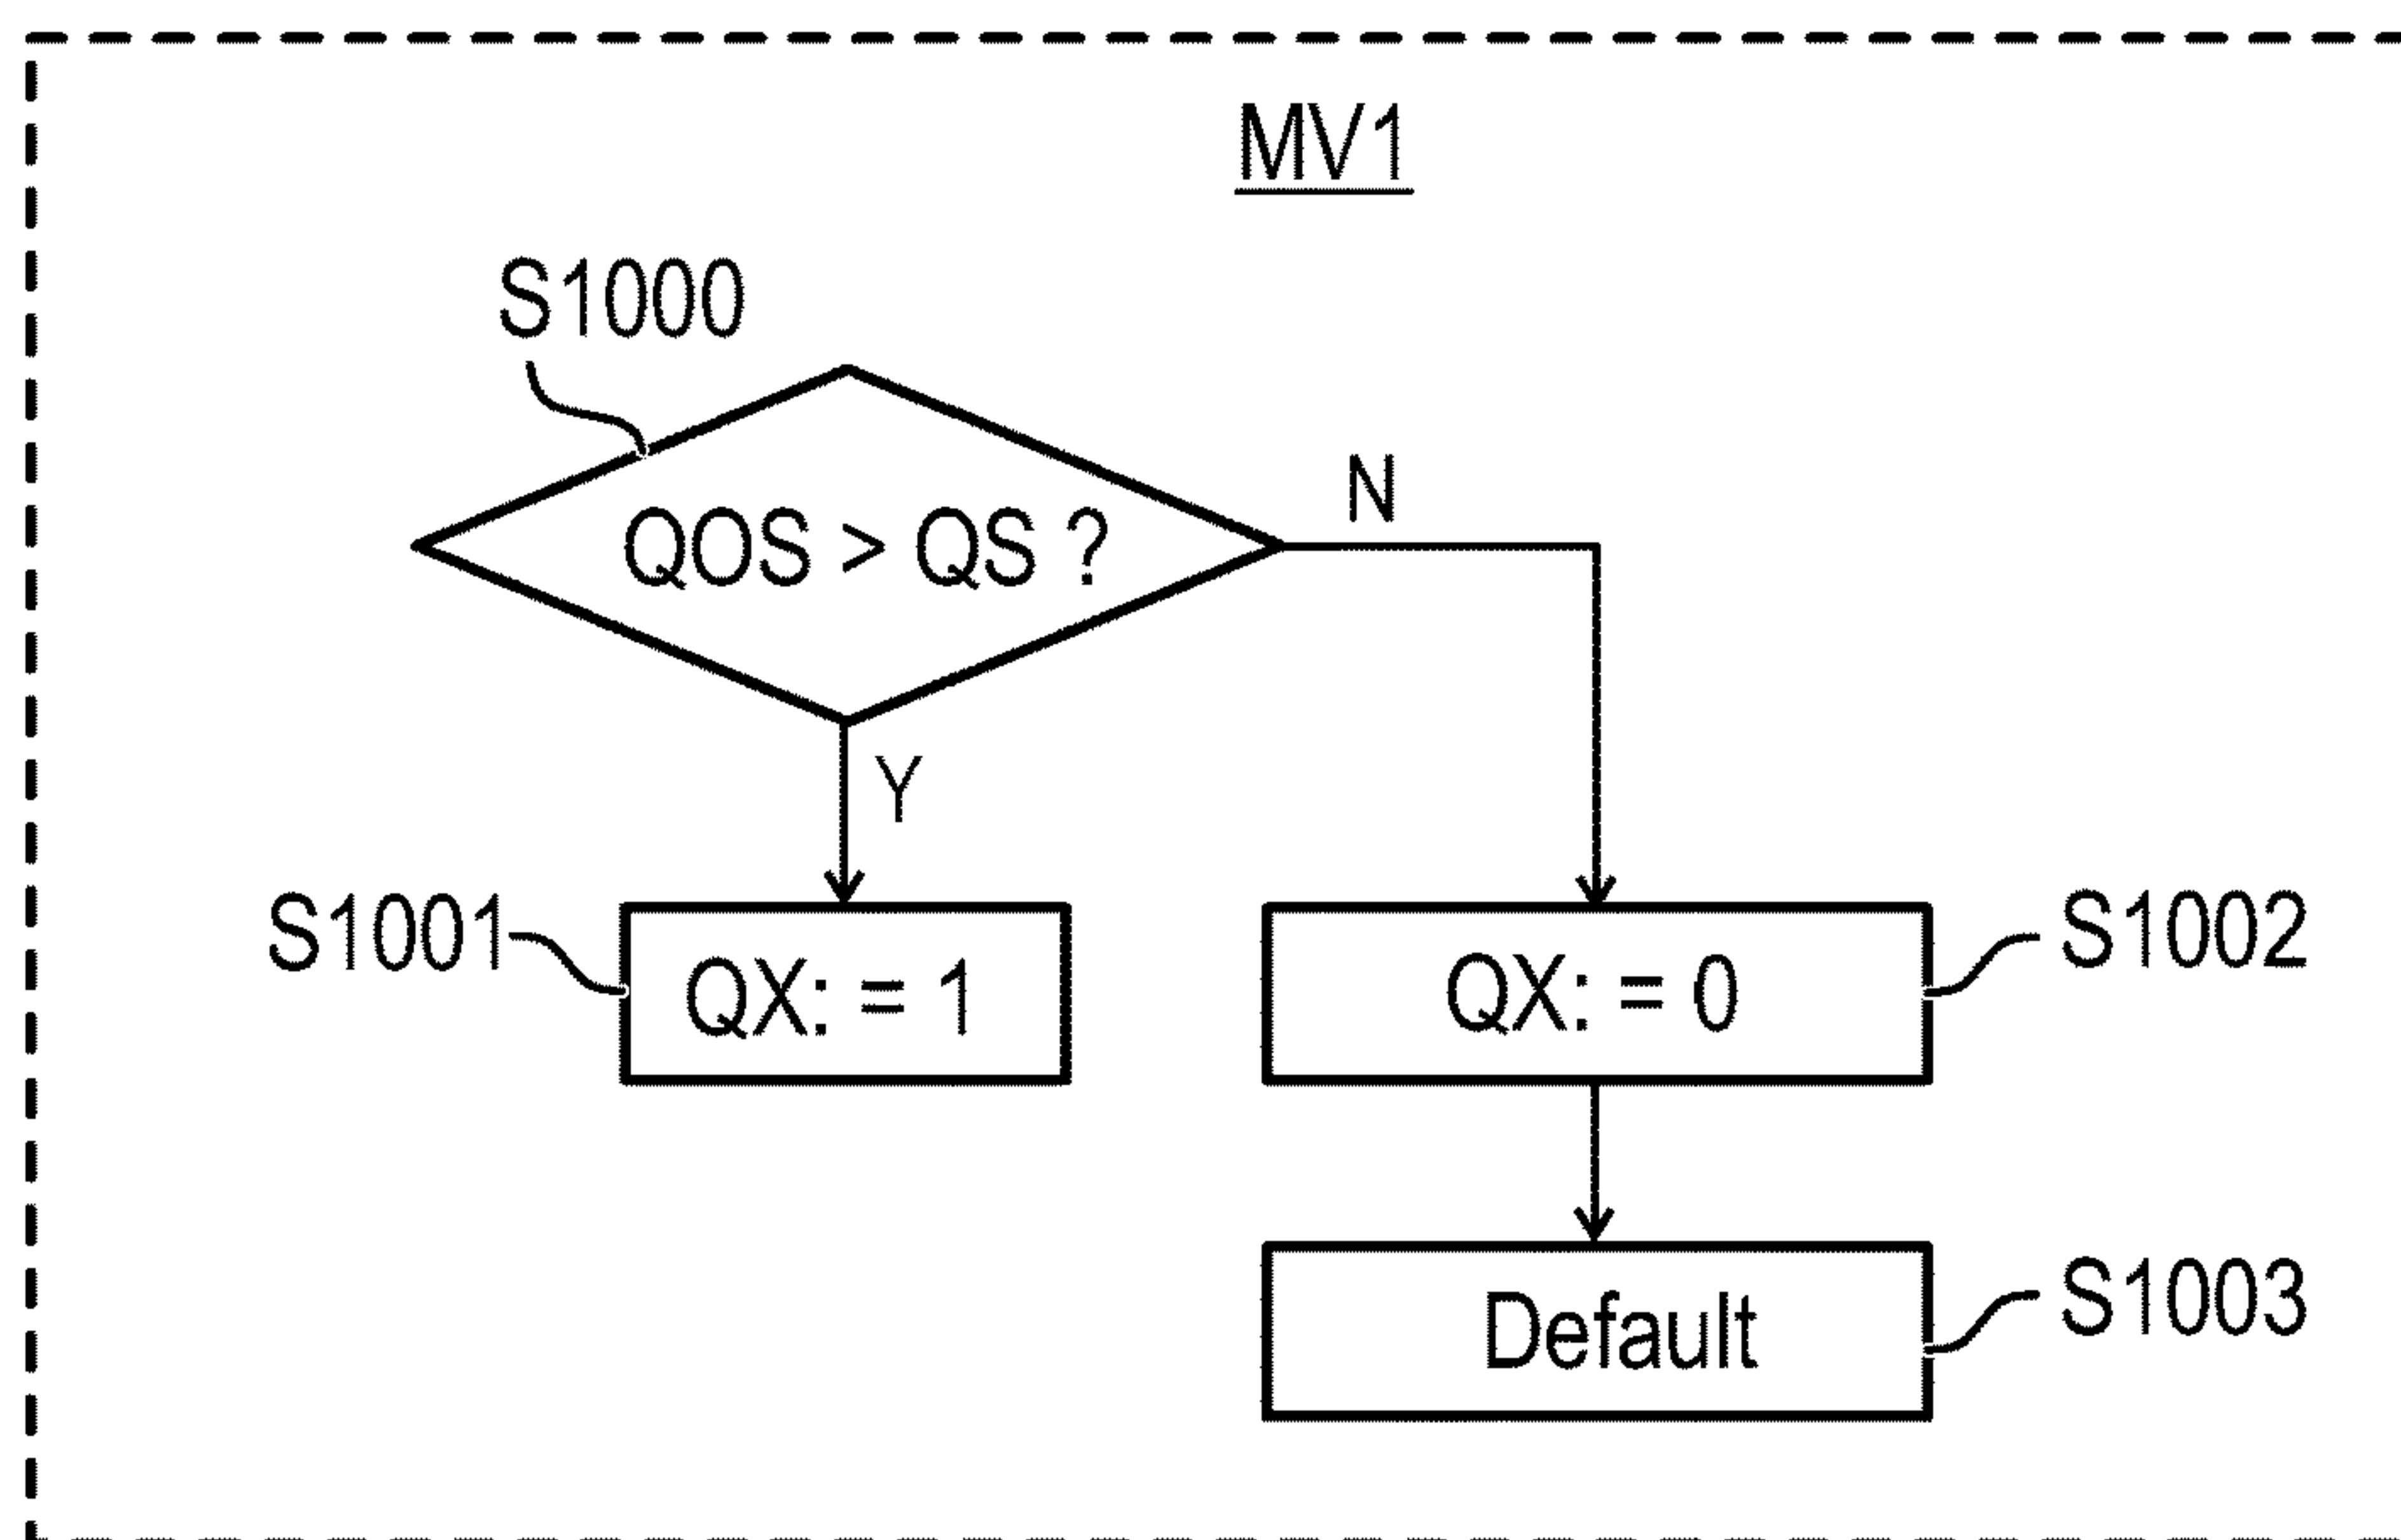 MV1
S1000
QOS > QS ?
N
Y
S1001
QX: = 1
QX: = 0
S1002
Default
S1003